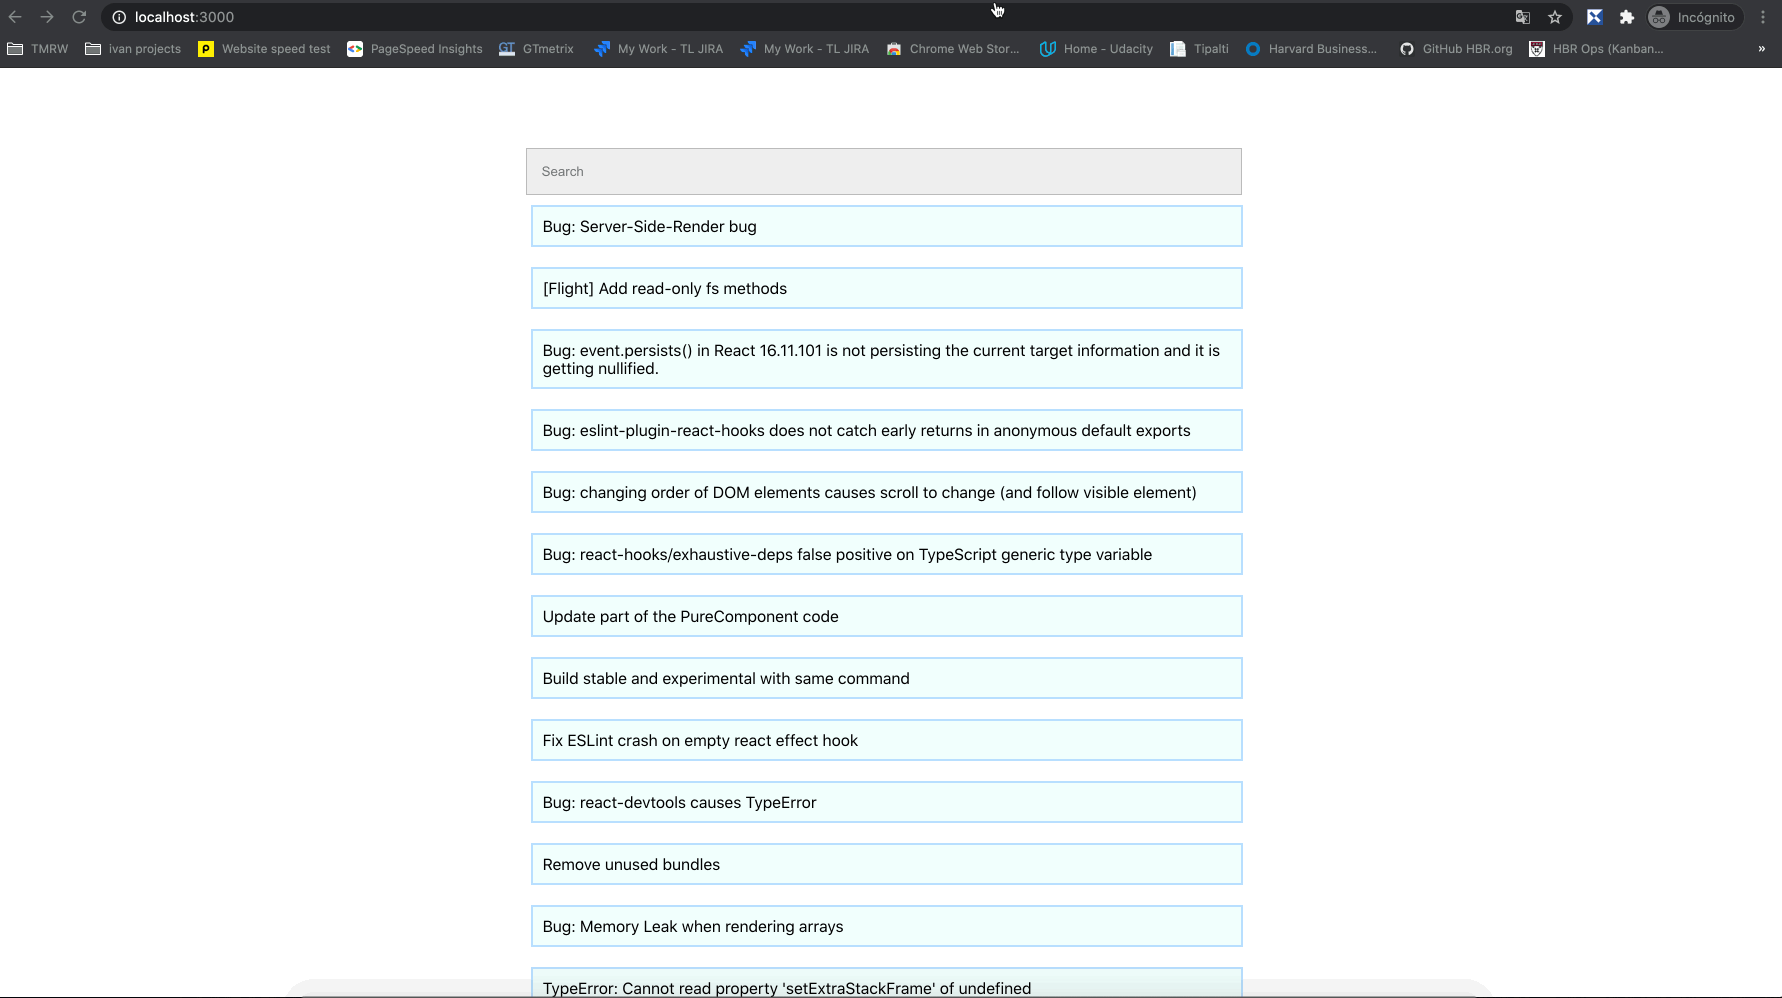 localhost:3000
Incógnito
TMRW
ivan projects
Website speed test
PageSpeed Insights
GTmetrix
My Work - TL JIRA
My Work - TL JIRA
Chrome Web Stor...
Home - Udacity
Tipalti
Harvard Business...
GitHub HBR.org
HBR Ops (Kanban...
»
Search
Bug: Server-Side-Render bug
[Flight] Add read-only fs methods
Bug: event.persists() in React 16.11.101 is not persisting the current target information and it is
getting nullified.
Bug: eslint-plugin-react-hooks does not catch early returns in anonymous default exports
Bug: changing order of DOM elements causes scroll to change (and follow visible element)
Bug: react-hooks/exhaustive-deps false positive on TypeScript generic type variable
Update part of the PureComponent code
Build stable and experimental with same command
Fix ESLint crash on empty react effect hook
Bug: react-devtools causes TypeError
Remove unused bundles
Bug: Memory Leak when rendering arrays
TypeError: Cannot read property 'setExtraStackFrame' of undefined